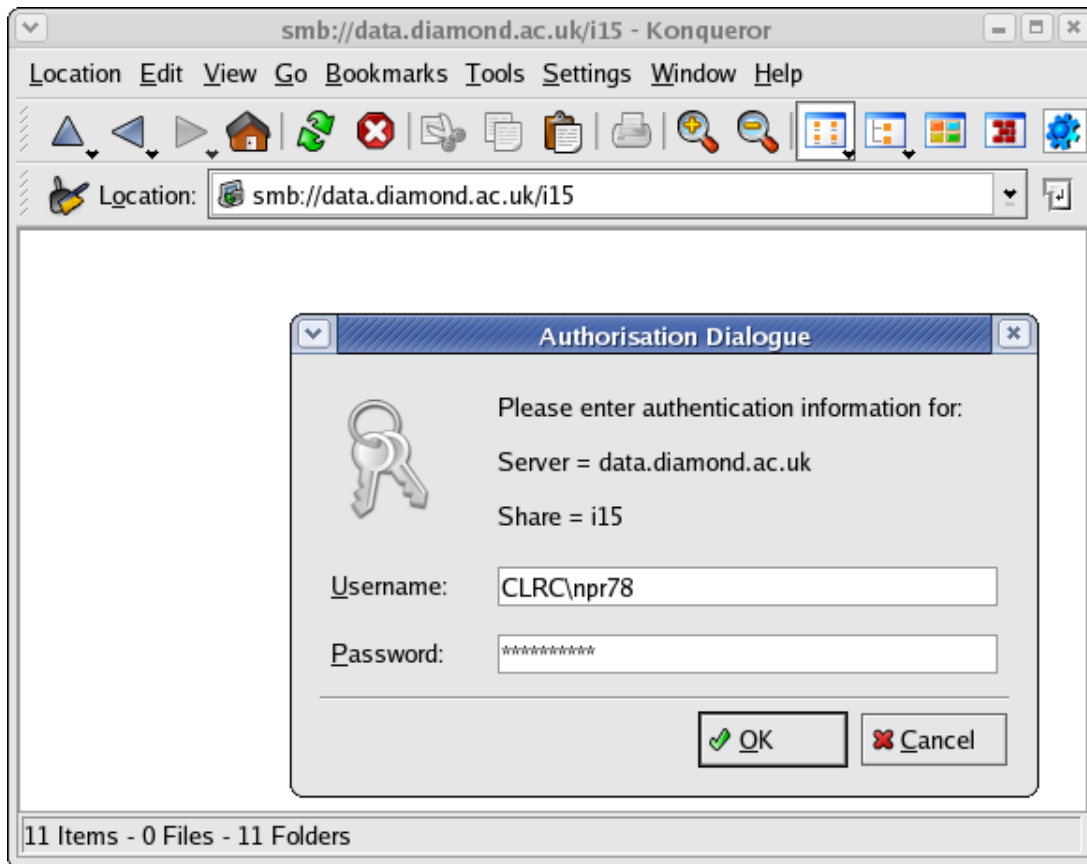 smb://data.diamond.ac.uk/i15 - Konqueror
Location Edit View Go Bookmarks Tools Settings Window Help
Location: smb://data.diamond.ac.uk/i15
Authorisation Dialogue
Please enter authentication information for:
Server = data.diamond.ac.uk
Share = i15
Username: CLRC\npr78
Password: **********
OK Cancel
11 Items - 0 Files - 11 Folders